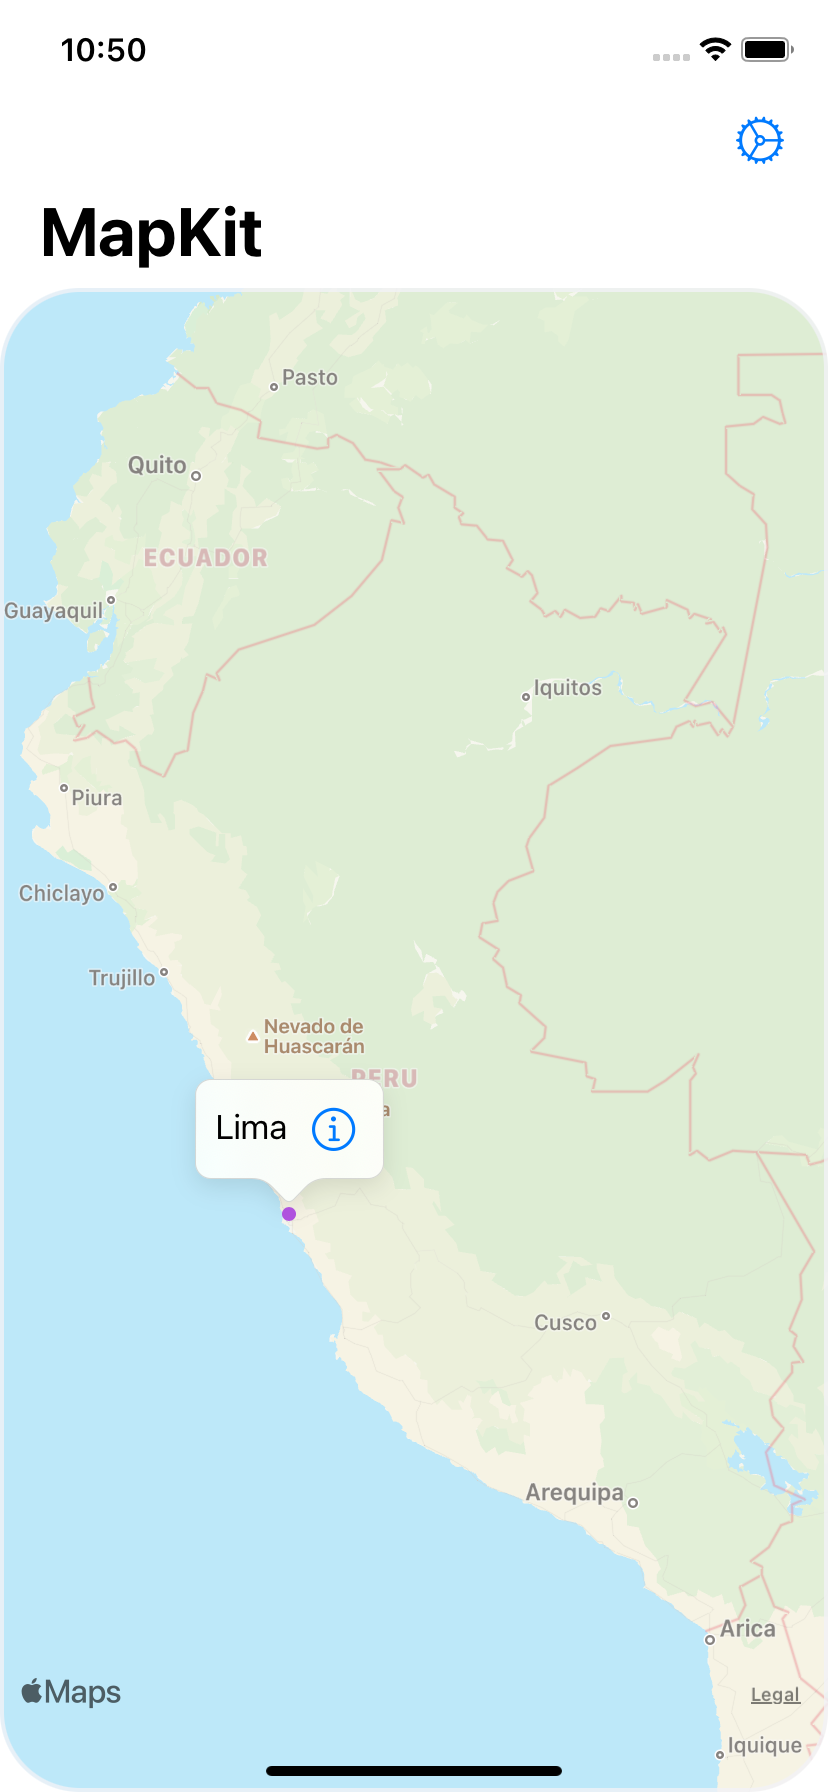 10:50
MapKit
Pasto
Quito
ECUADOR
Guayaquil
Iquitos
Piura
Chiclayo
Trujillo
Nevado de
Huascarán
PERU
Lima
Cusco
Arequipa
Arica
Maps
Legal
Iquique